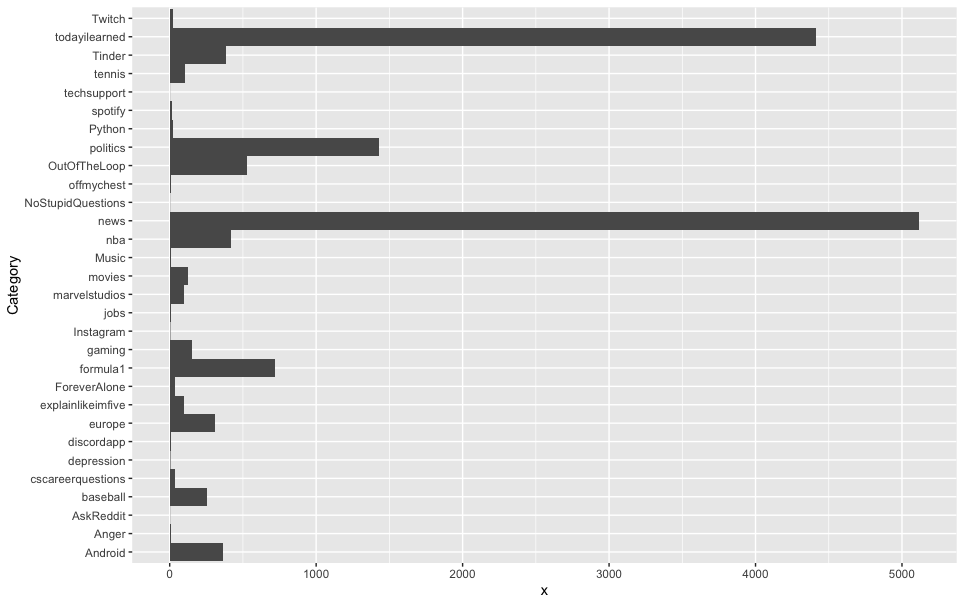 Twitch
todayilearned
Tinder
tennis
techsupport
spotify
Python
politics
OutOfTheLoop
offmychest
NoStupidQuestions
news
nba
Music
movies
marvelstudios
jobs
Instagram
gaming
formula1
ForeverAlone
explainlikeimfive
europe
discordapp
depression
cscareerquestions
baseball
AskReddit
Anger
Android
Category
0 1000 2000 3000 4000 5000
x